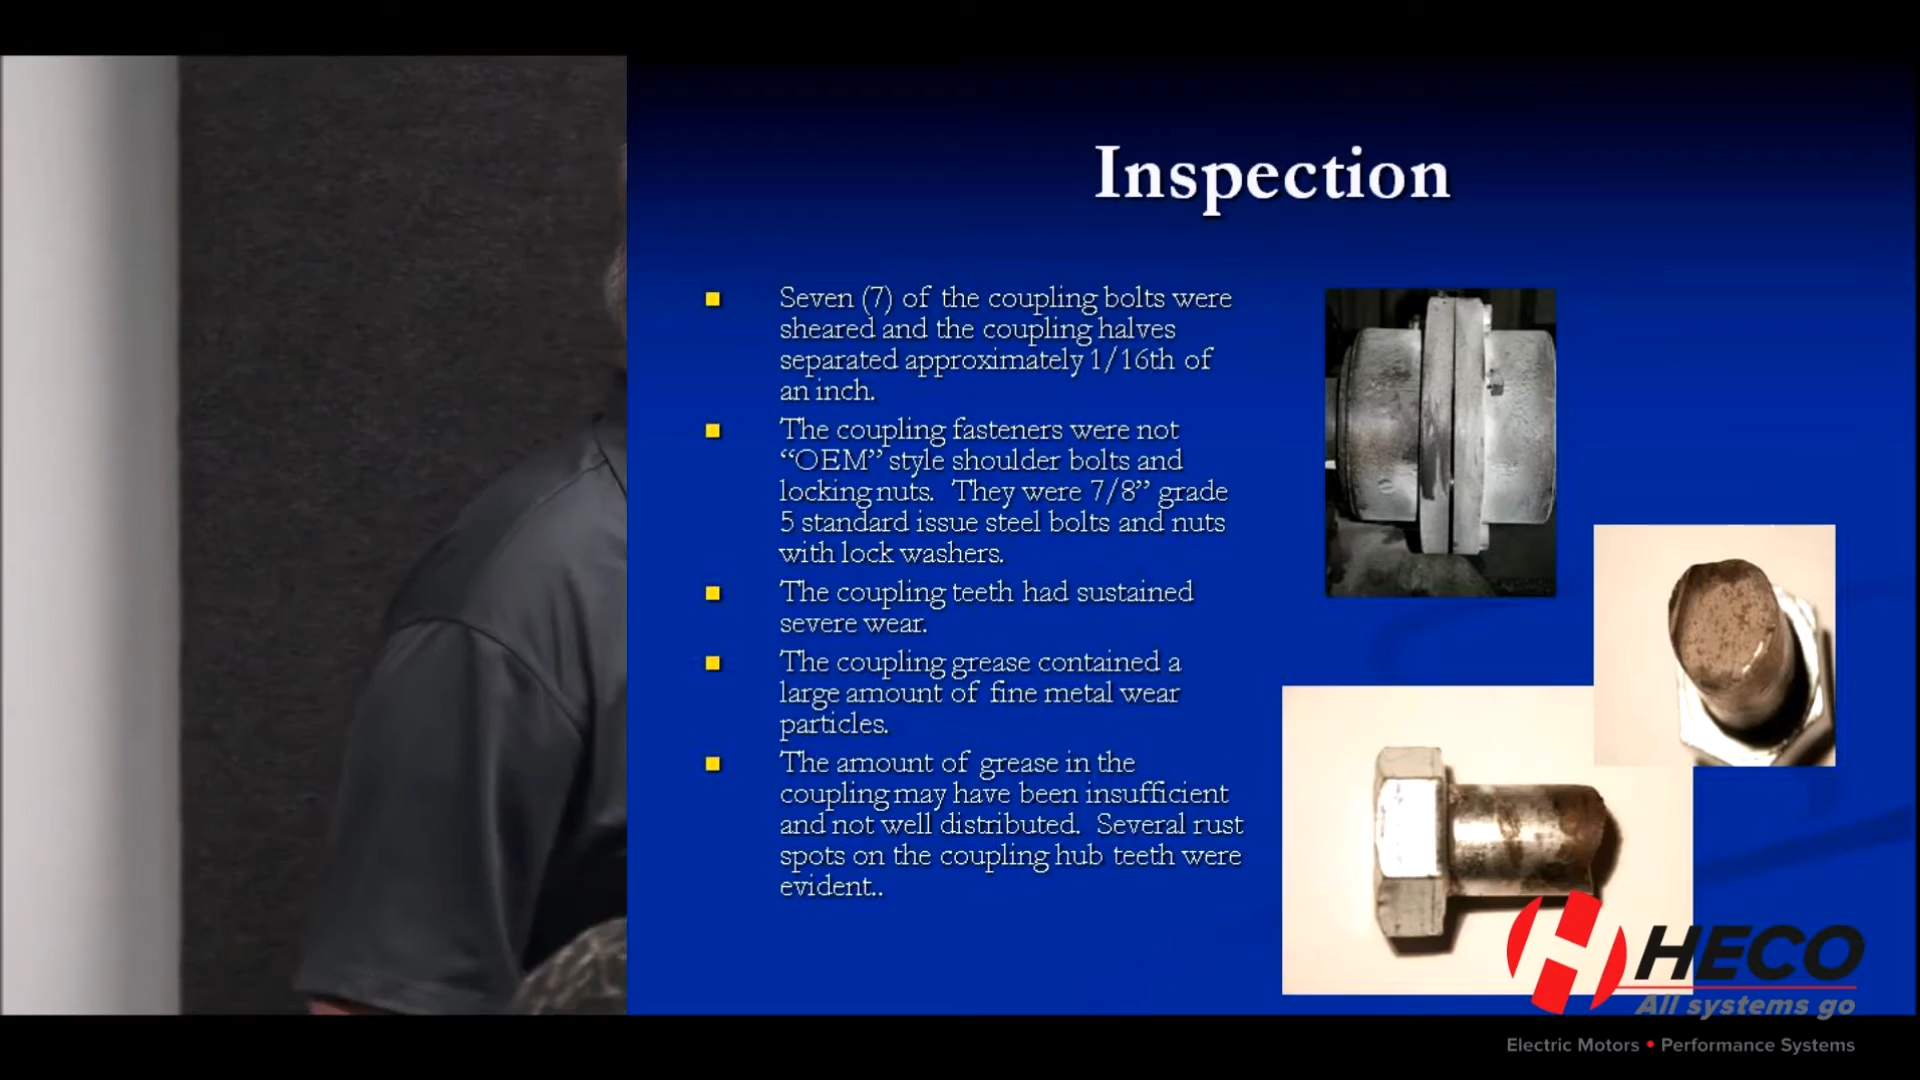 Inspection
Seven (7) of the coupling bolts were
sheared and the coupling halves
separated approximately 1/16th of
an inch.
The coupling fasteners were not
“OEM” style shoulder bolts and
locking nuts. They were 7/8” grade
5 standard issue steel bolts and nuts
with lock washers.
The coupling teeth had sustained
severe wear.
The coupling grease contained a
large amount of fine metal wear
particles.
The amount of grease in the
coupling may have been insufficient
and not well distributed. Several rust
spots on the coupling hub teeth were
evident..
HECO
All systems go
Electric Motors • Performance Systems